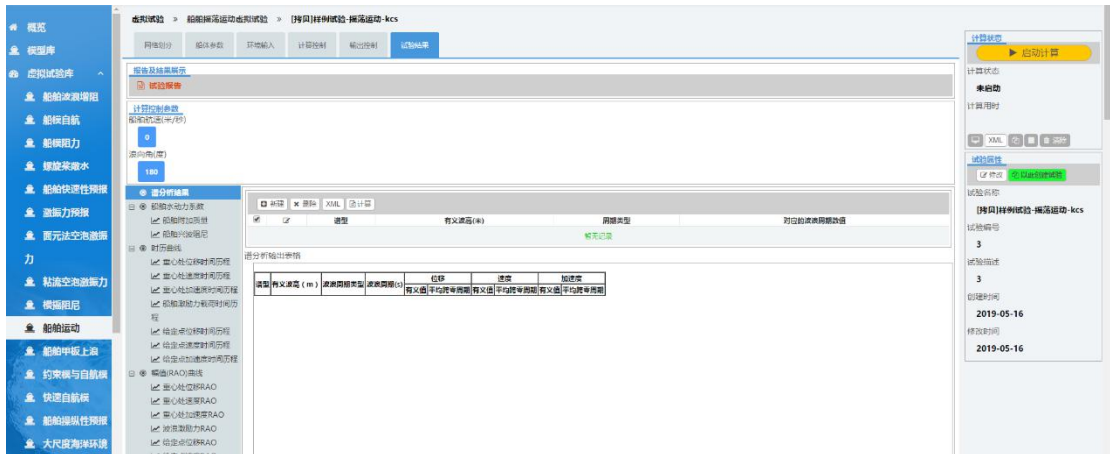 概览
模型库
虚拟试验库
船舶波浪增阻
船模自航
船模阻力
螺旋桨敞水
船舶快速性预报
激振力预报
面元法空泡激振
力
粘流空泡激振力
横摇阻尼
船舶运动
船舶甲板上浪
约束模与自航模
快速自航模
船舶操纵性预报
大尺度海洋环境
虚拟试验 » 船舶摇荡运动虚拟试验 » [拷贝]样例试验-摇荡运动-kcs
网格划分 船体参数 环境输入 计算控制 输出控制 试验结果
报告及结果展示
试验报告
计算控制参数
船舶航速(米/秒)
0
浪向角(度)
180
谱分析结果
船舶水动力系数
船舶附加质量
船舶兴波阻尼
时历曲线
重心处位移时间历程
重心处速度时间历程
重心处加速度时间历程
船舶激励力载荷时间历
程
给定点位移时间历程
给定点速度时间历程
给定点加速度时间历程
幅值(RAO)曲线
重心处位移RAO
重心处速度RAO
重心处加速度RAO
波浪激励力RAO
给定点位移RAO
新建 删除 XML 计算
谱型 有义波高(米) 周期类型 对应的波浪周期数值
暂无记录
谱分析输出表格
谱型 有义波高 ( m ) 波浪周期类型 波浪周期(s) 位移 速度 加速度
有义值 平均跨零周期 有义值 平均跨零周期 有义值 平均跨零周期
计算状态
启动计算
计算状态
未启动
计算用时
XML 清除
试验属性
修改 以此创建试验
试验名称
[拷贝]样例试验-摇荡运动-kcs
试验编号
3
试验描述
3
创建时间
2019-05-16
修改时间
2019-05-16